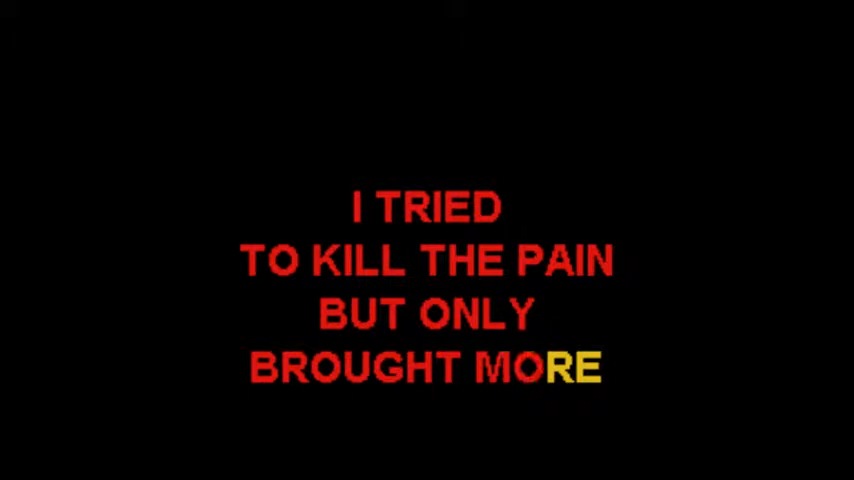 I TRIED
TO KILL THE PAIN
BUT ONLY
BROUGHT MORE